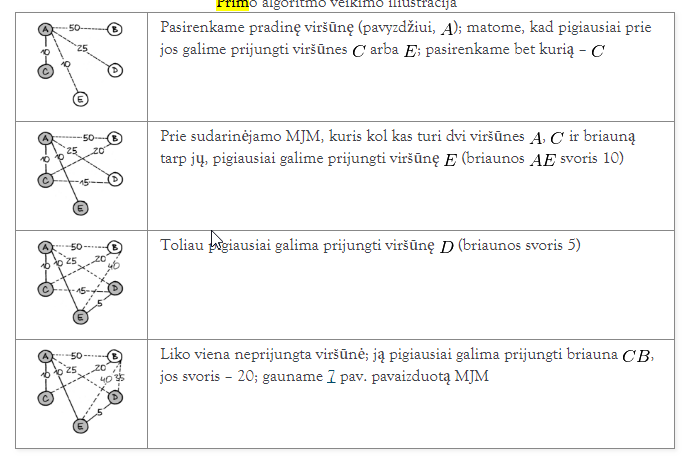 Primo algoritmo veikimo iliustracija
A 50 B
25
10 10
C D
E
Pasirenkame pradinę viršūnę (pavyzdžiui, A); matome, kad pigiausiai prie
jos galime prijungti viršūnes C arba E; pasirenkame bet kurią – C
A 50 B
10 10 25 20
C 15 D
E
Prie sudarinėjamo MJM, kuris kol kas turi dvi viršūnes A, C ir briauną
tarp jų, pigiausiai galime prijungti viršūnę E (briaunos AE svoris 10)
A 50 B
10 10 25 20 40
C 15 D
5
E
Toliau pigiausiai galima prijungti viršūnę D (briaunos svoris 5)
A 50 B
10 10 25 20
40 35
C D
5
E
Liko viena neprijungta viršūnė; ją pigiausiai galima prijungti briauna CB,
jos svoris – 20; gauname 7 pav. pavaizduotą MJM